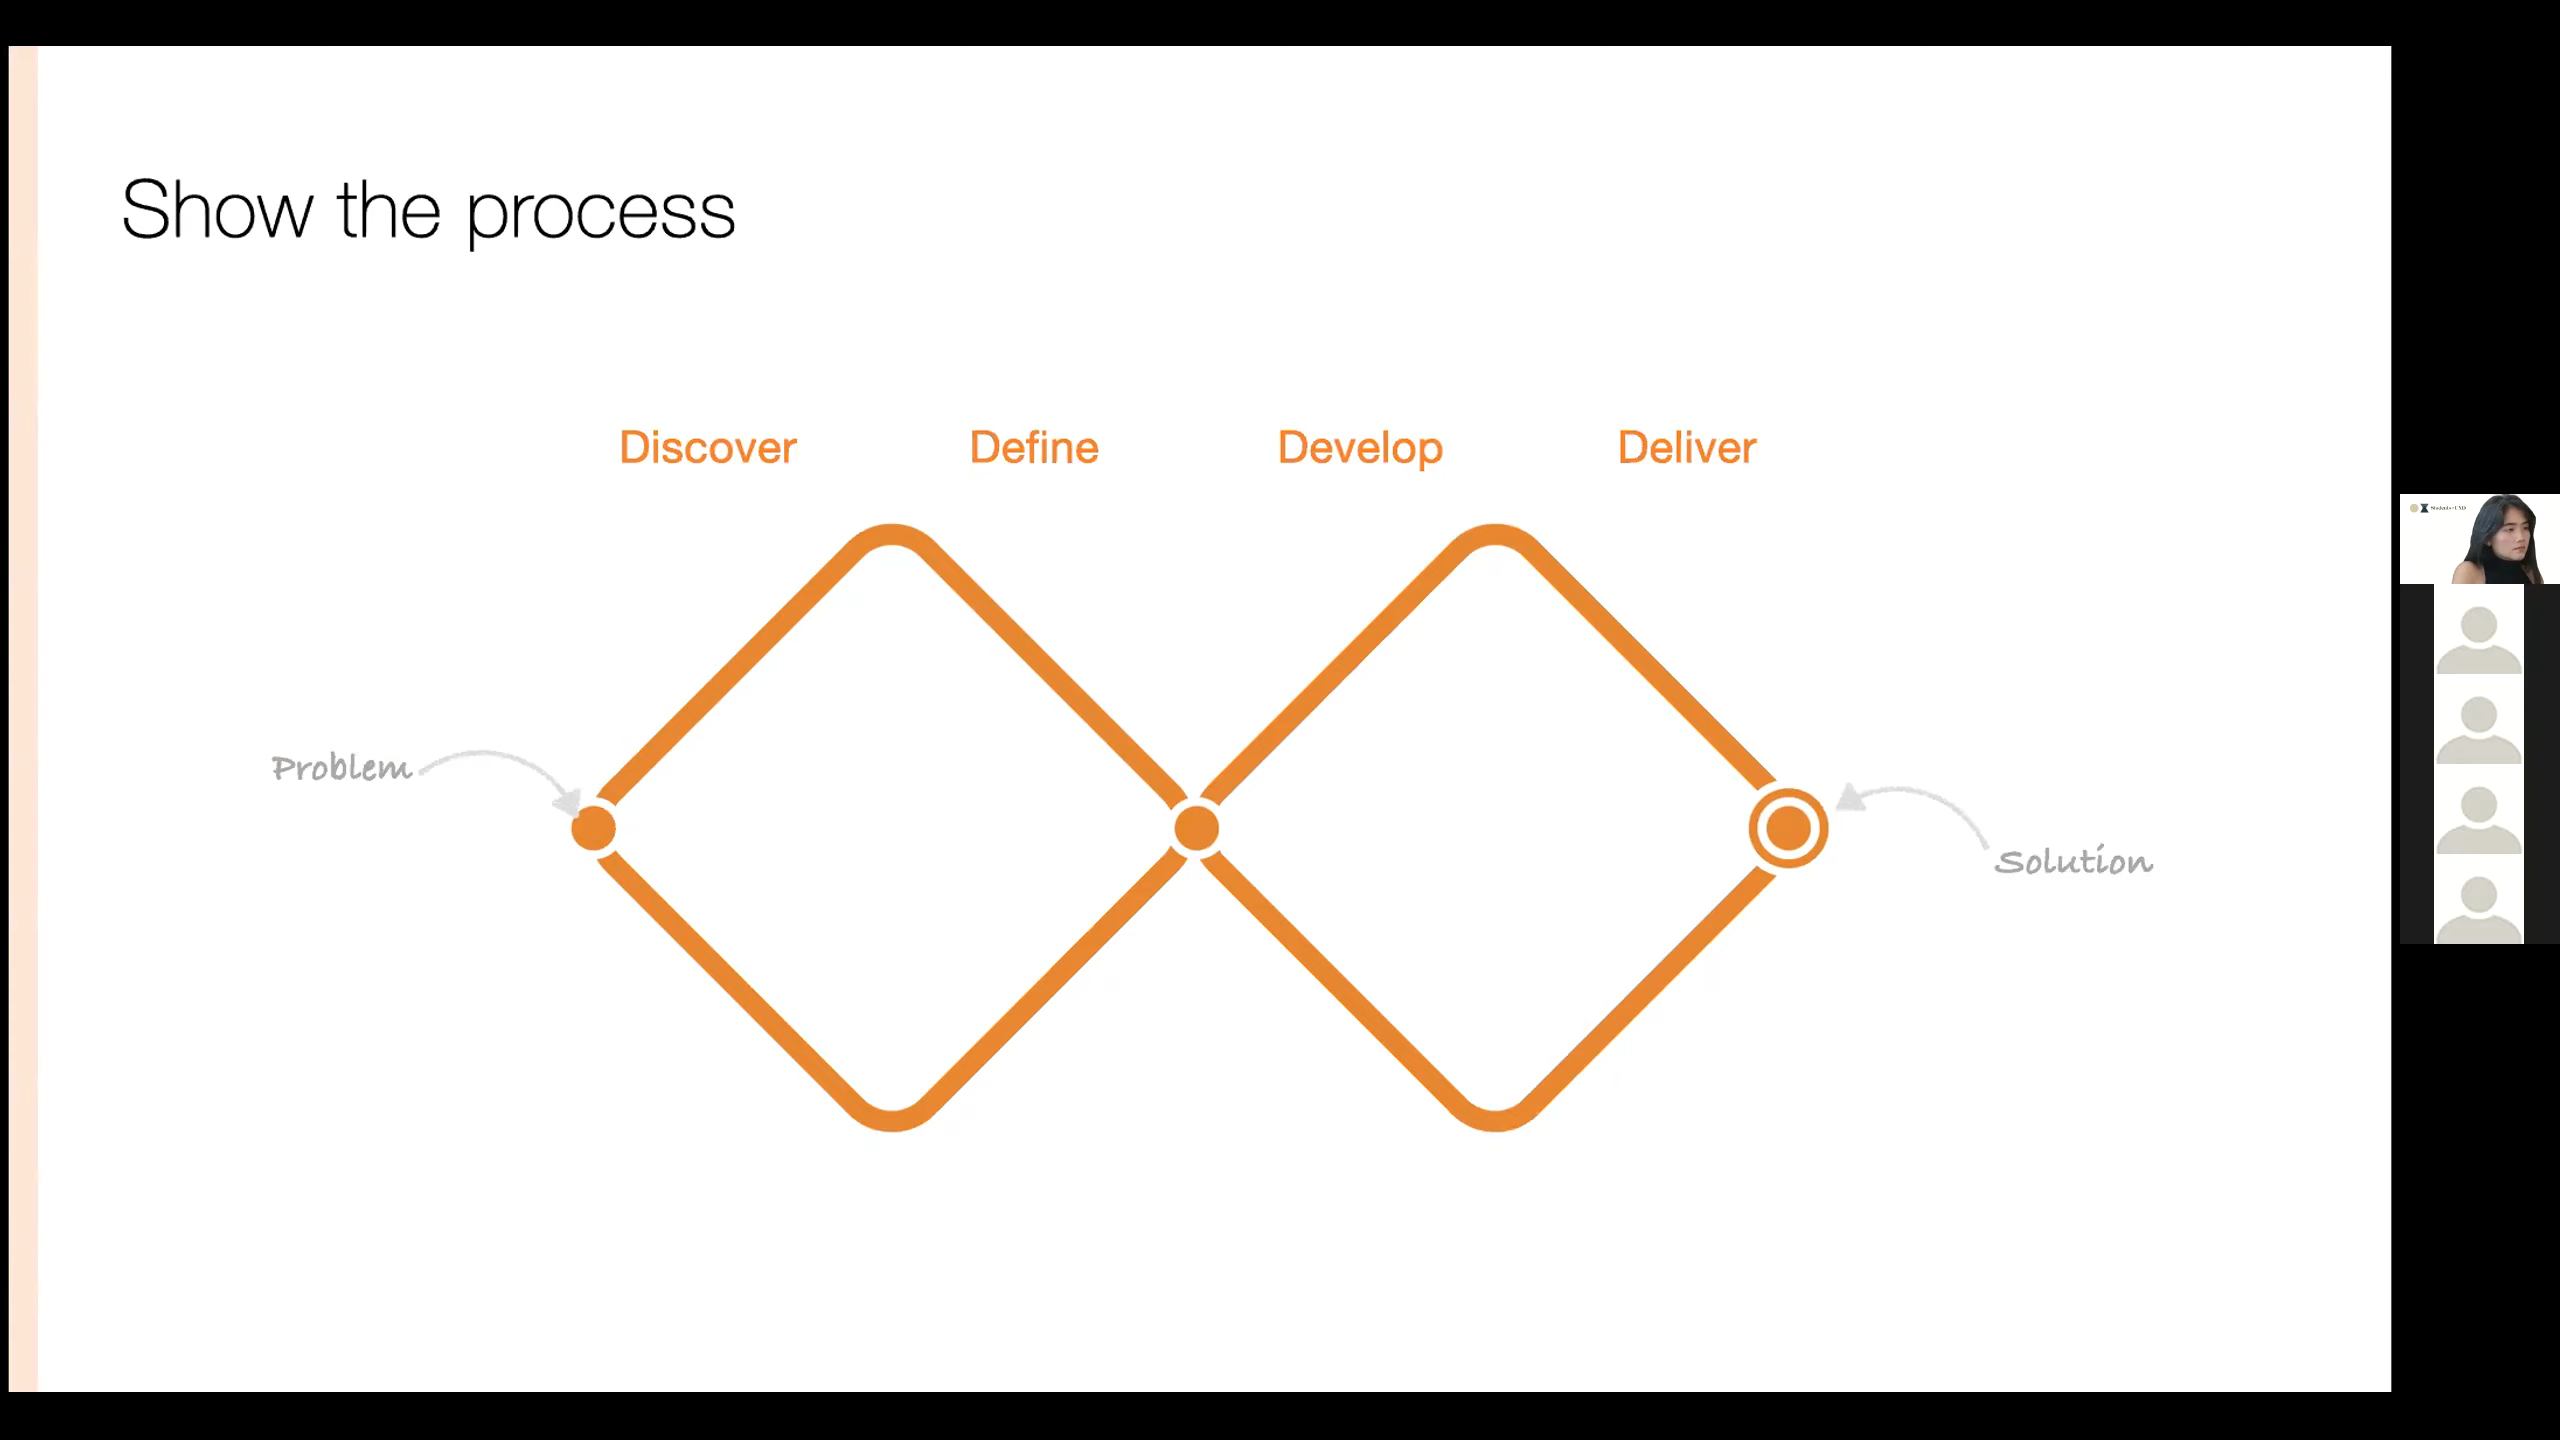 Show the process
Discover Define Develop Deliver
Problem
Solution